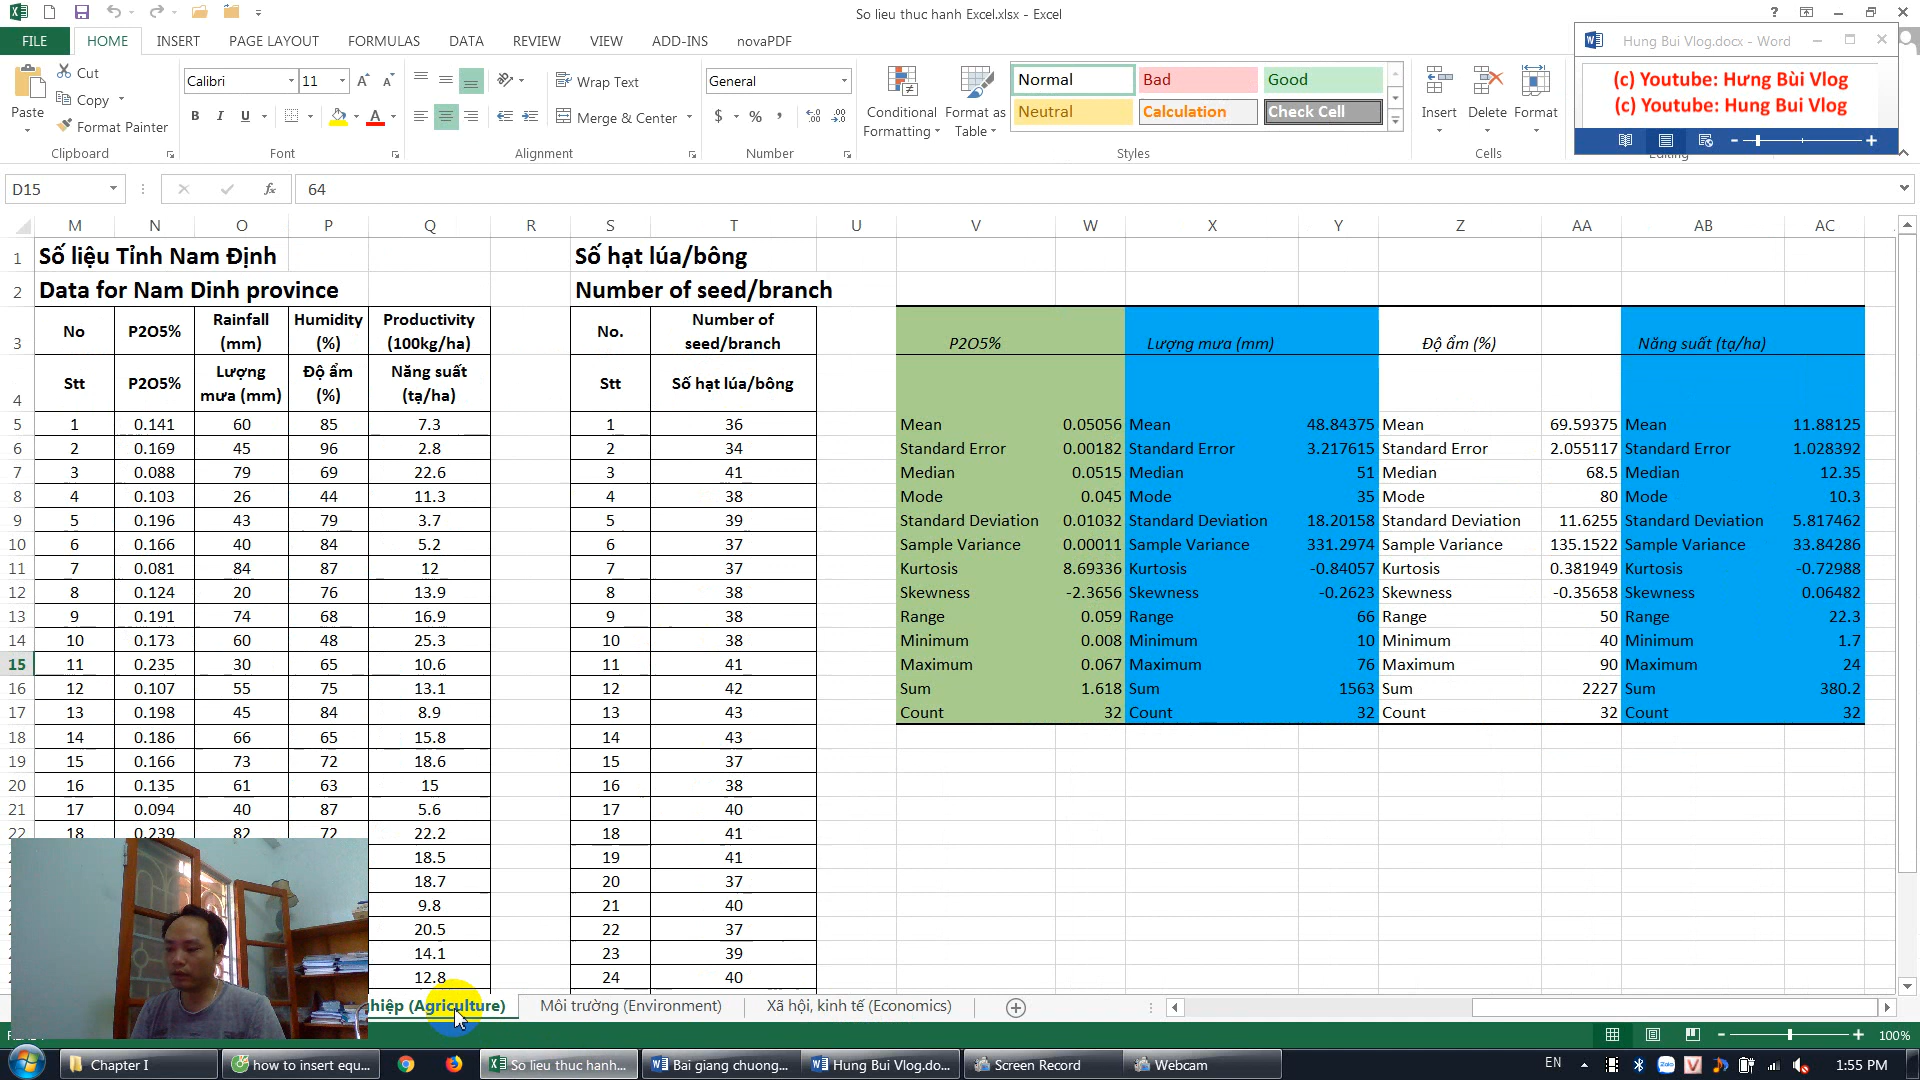 So lieu thuc hanh Excel.xlsx - Excel
Hung Bui Vlog.docx - Word
FILE HOME INSERT PAGE LAYOUT FORMULAS DATA REVIEW VIEW ADD-INS novaPDF
(c) Youtube: Hưng Bùi Vlog
(c) Youtube: Hung Bui Vlog
Paste
Cut
Copy
Format Painter
Clipboard
Calibri 11
B I U
Font
Wrap Text
Merge & Center
Alignment
General
$ % ,
Number
Conditional Formatting
Format as Table
Normal Bad Good
Neutral Calculation Check Cell
Styles
Insert Delete Format
Cells
D15 64
M N O P Q R S T U V W X Y Z AA AB AC
1 Số liệu Tỉnh Nam Định Số hạt lúa/bông
2 Data for Nam Dinh province Number of seed/branch
3 No P2O5% Rainfall (mm) Humidity (%) Productivity (100kg/ha) No. Number of seed/branch P2O5% Lượng mưa (mm) Độ ẩm (%) Năng suất (tạ/ha)
4 Stt P2O5% Lượng mưa (mm) Độ ẩm (%) Năng suất (tạ/ha) Stt Số hạt lúa/bông
5 1 0.141 60 85 7.3 1 36 Mean 0.05056 Mean 48.84375 Mean 69.59375 Mean 11.88125
6 2 0.169 45 96 2.8 2 34 Standard Error 0.00182 Standard Error 3.217615 Standard Error 2.055117 Standard Error 1.028392
7 3 0.088 79 69 22.6 3 41 Median 0.0515 Median 51 Median 68.5 Median 12.35
8 4 0.103 26 44 11.3 4 38 Mode 0.045 Mode 35 Mode 80 Mode 10.3
9 5 0.196 43 79 3.7 5 39 Standard Deviation 0.01032 Standard Deviation 18.20158 Standard Deviation 11.6255 Standard Deviation 5.817462
10 6 0.166 40 84 5.2 6 37 Sample Variance 0.00011 Sample Variance 331.2974 Sample Variance 135.1522 Sample Variance 33.84286
11 7 0.081 84 87 12 7 37 Kurtosis 8.69336 Kurtosis -0.84057 Kurtosis 0.381949 Kurtosis -0.72988
12 8 0.124 20 76 13.9 8 38 Skewness -2.3656 Skewness -0.2623 Skewness -0.35658 Skewness 0.06482
13 9 0.191 74 68 16.9 9 38 Range 0.059 Range 66 Range 50 Range 22.3
14 10 0.173 60 48 25.3 10 38 Minimum 0.008 Minimum 10 Minimum 40 Minimum 1.7
15 11 0.235 30 65 10.6 11 41 Maximum 0.067 Maximum 76 Maximum 90 Maximum 24
16 12 0.107 55 75 13.1 12 42 Sum 1.618 Sum 1563 Sum 2227 Sum 380.2
17 13 0.198 45 84 8.9 13 43 Count 32 Count 32 Count 32 Count 32
18 14 0.186 66 65 15.8 14 43
19 15 0.166 73 72 18.6 15 37
20 16 0.135 61 63 15 16 38
21 17 0.094 40 87 5.6 17 40
22 18 0.239 82 72 22.2 18 41
18.5 19 41
18.7 20 37
9.8 21 40
20.5 22 37
14.1 23 39
12.8 24 40
hiệp (Agriculture) Môi trường (Environment) Xã hội, kinh tế (Economics)
100%
Chapter I
how to insert equ...
So lieu thuc hanh...
Bai giang chuong...
Hung Bui Vlog.do...
Screen Record
Webcam
EN
1:55 PM